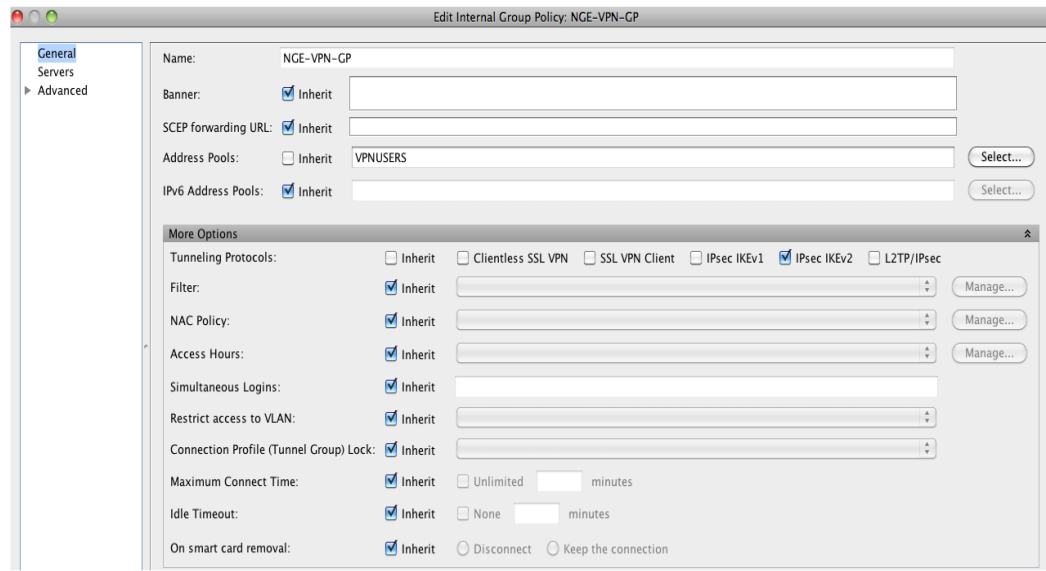 Edit Internal Group Policy: NGE-VPN-GP
General
Servers
Advanced
Name: NGE-VPN-GP
Banner: Inherit
SCEP forwarding URL: Inherit
Address Pools: Inherit VPNUSERS Select...
IPv6 Address Pools: Inherit Select...
More Options
Tunneling Protocols: Inherit Clientless SSL VPN SSL VPN Client IPsec IKEv1 IPsec IKEv2 L2TP/IPsec
Filter: Inherit Manage...
NAC Policy: Inherit Manage...
Access Hours: Inherit Manage...
Simultaneous Logins: Inherit
Restrict access to VLAN: Inherit
Connection Profile (Tunnel Group) Lock: Inherit
Maximum Connect Time: Inherit Unlimited minutes
Idle Timeout: Inherit None minutes
On smart card removal: Inherit Disconnect Keep the connection